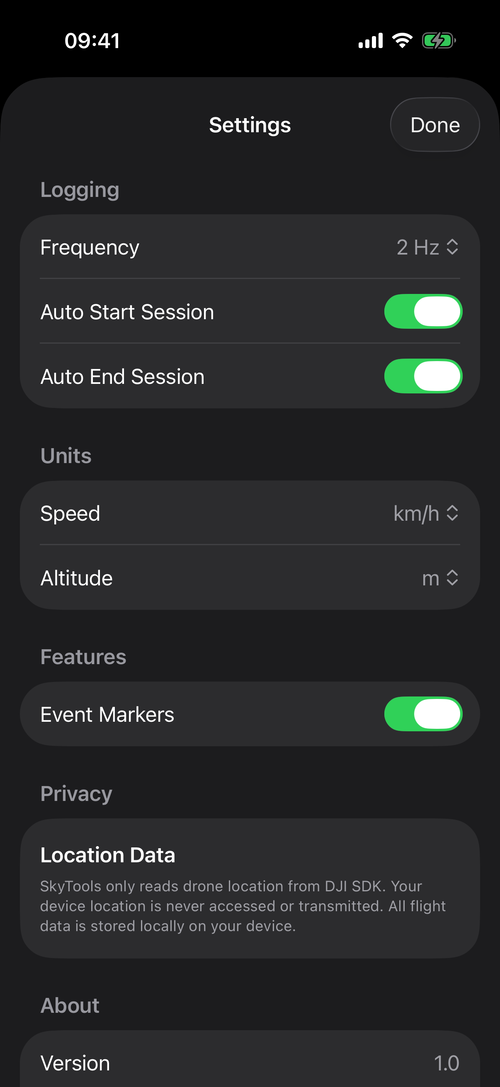 09:41
Settings
Done
Logging
Frequency 2 Hz
Auto Start Session
Auto End Session
Units
Speed km/h
Altitude m
Features
Event Markers
Privacy
Location Data
SkyTools only reads drone location from DJI SDK. Your
device location is never accessed or transmitted. All flight
data is stored locally on your device.
About
Version 1.0